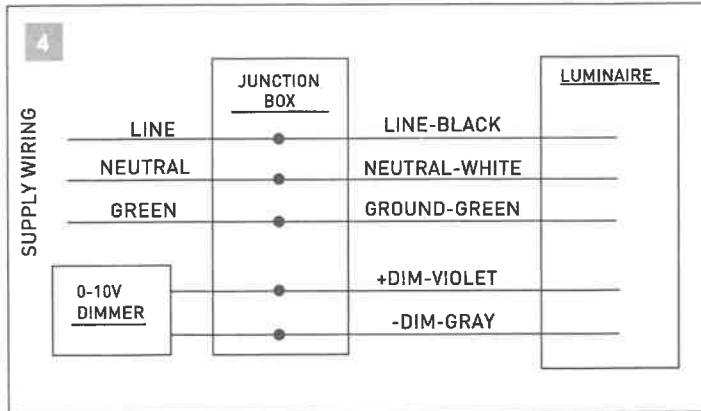 4
JUNCTION
BOX
LUMINAIRE
SUPPLY WIRING
LINE
LINE-BLACK
NEUTRAL
NEUTRAL-WHITE
GREEN
GROUND-GREEN
0-10V
DIMMER
+DIM-VIOLET
-DIM-GRAY